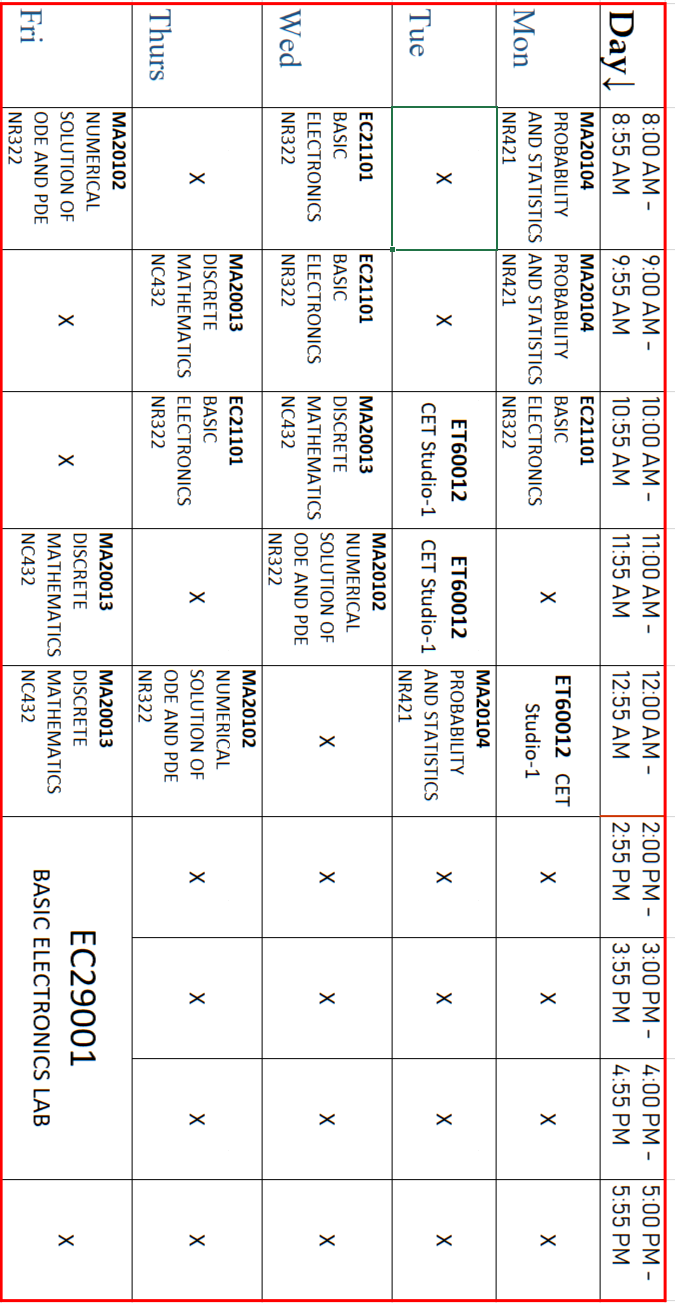 Day↓
8:00 AM -
8:55 AM
9:00 AM -
9:55 AM
10:00 AM -
10:55 AM
11:00 AM -
11:55 AM
12:00 AM -
12:55 AM
2:00 PM -
2:55 PM
3:00 PM -
3:55 PM
4:00 PM -
4:55 PM
5:00 PM -
5:55 PM
Mon
MA20104
PROBABILITY
AND STATISTICS
NR421
MA20104
PROBABILITY
AND STATISTICS
NR421
EC21101
BASIC
ELECTRONICS
NR322
X
ET60012 CET
Studio-1
X
X
X
X
Tue
X
X
ET60012
CET Studio-1
ET60012
CET Studio-1
MA20104
PROBABILITY
AND STATISTICS
NR421
X
X
X
X
Wed
EC21101
BASIC
ELECTRONICS
NR322
EC21101
BASIC
ELECTRONICS
NR322
MA20013
DISCRETE
MATHEMATICS
NC432
MA20102
NUMERICAL
SOLUTION OF
ODE AND PDE
NR322
X
X
X
X
X
Thurs
X
MA20013
DISCRETE
MATHEMATICS
NC432
EC21101
BASIC
ELECTRONICS
NR322
X
MA20102
NUMERICAL
SOLUTION OF
ODE AND PDE
NR322
X
X
X
X
Fri
MA20102
NUMERICAL
SOLUTION OF
ODE AND PDE
NR322
X
X
MA20013
DISCRETE
MATHEMATICS
NC432
MA20013
DISCRETE
MATHEMATICS
NC432
EC29001
BASIC ELECTRONICS LAB
X